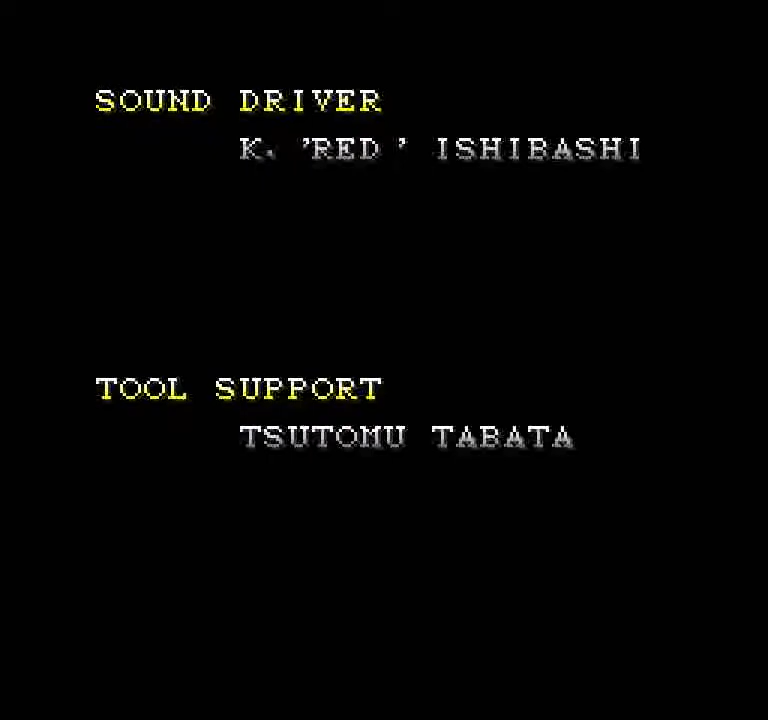 SOUND DRIVER
K. 'RED' ISHIBASHI
TOOL SUPPORT
TSUTOMU TABATA